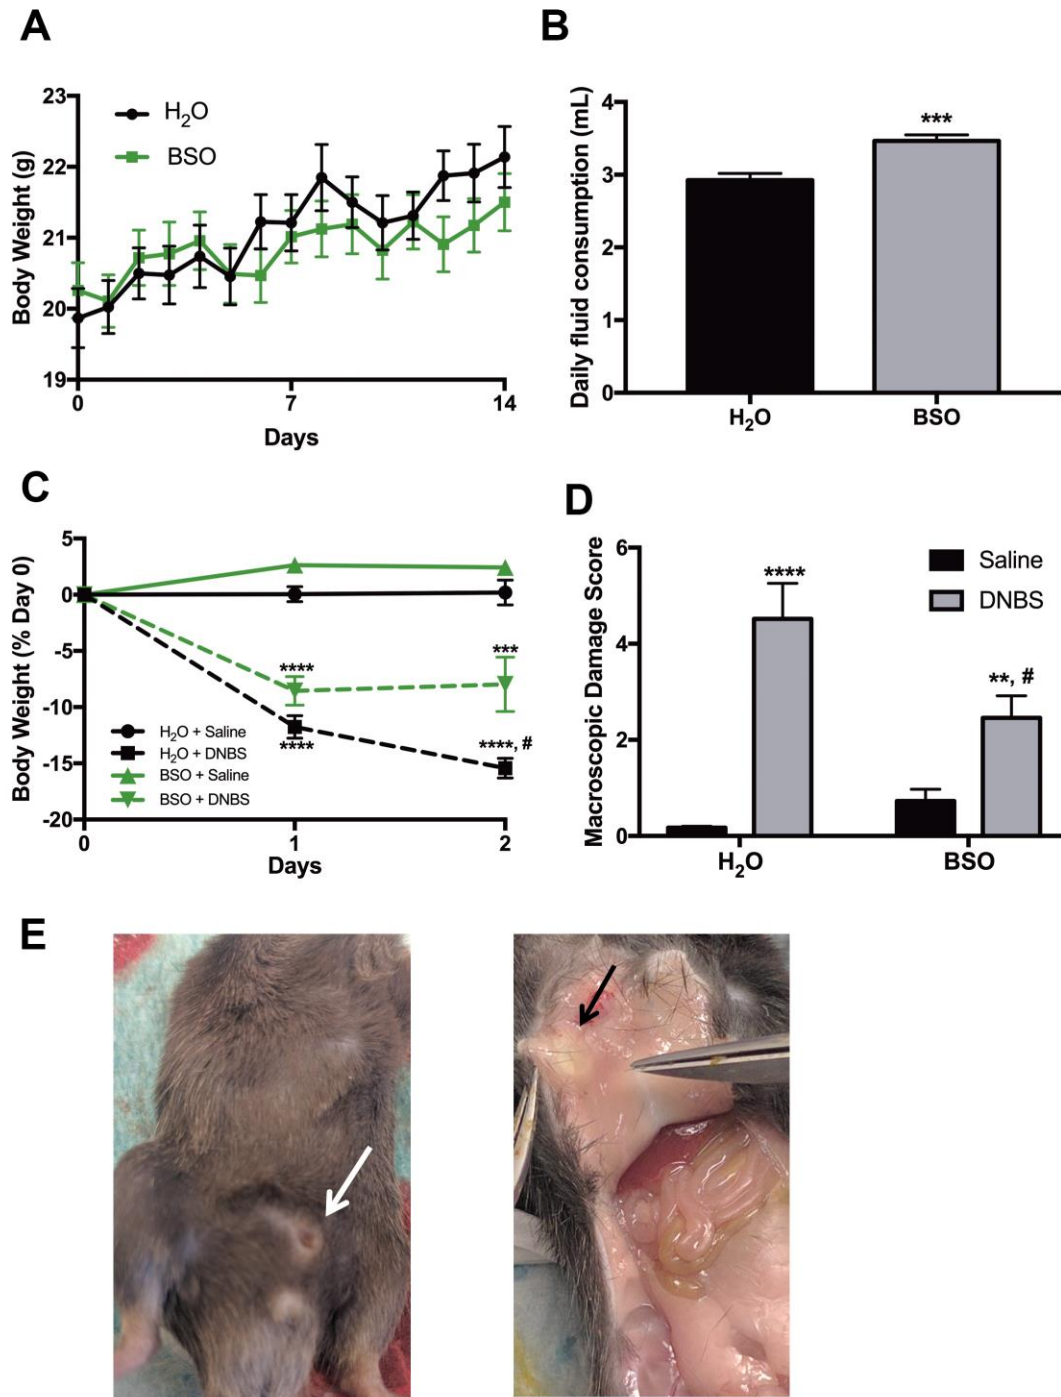 A
Body Weight (g)
23
22
21
20
19
H₂O
BSO
0
7
14
Days
B
Daily fluid consumption (mL)
4
3
2
1
0
***
H₂O
BSO
C
Body Weight (% Day 0)
5
0
-5
-10
-15
-20
****
***
****
****, #
H₂O + Saline
H₂O + DNBS
BSO + Saline
BSO + DNBS
0
1
2
Days
D
Macroscopic Damage Score
6
4
2
0
****
**, #
Saline
DNBS
H₂O
BSO
E